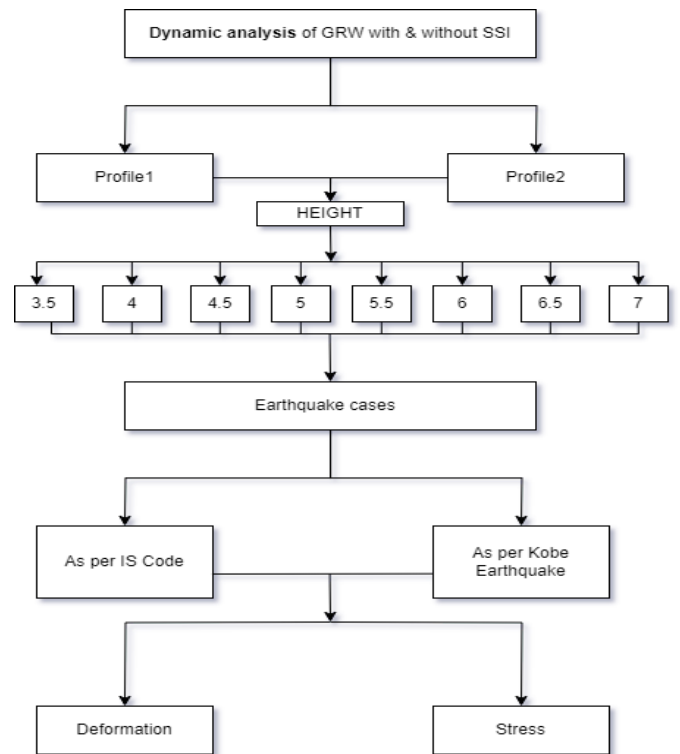 Dynamic analysis of GRW with & without SSI
Profile1
Profile2
HEIGHT
3.5
4
4.5
5
5.5
6
6.5
7
Earthquake cases
As per IS Code
As per Kobe
Earthquake
Deformation
Stress